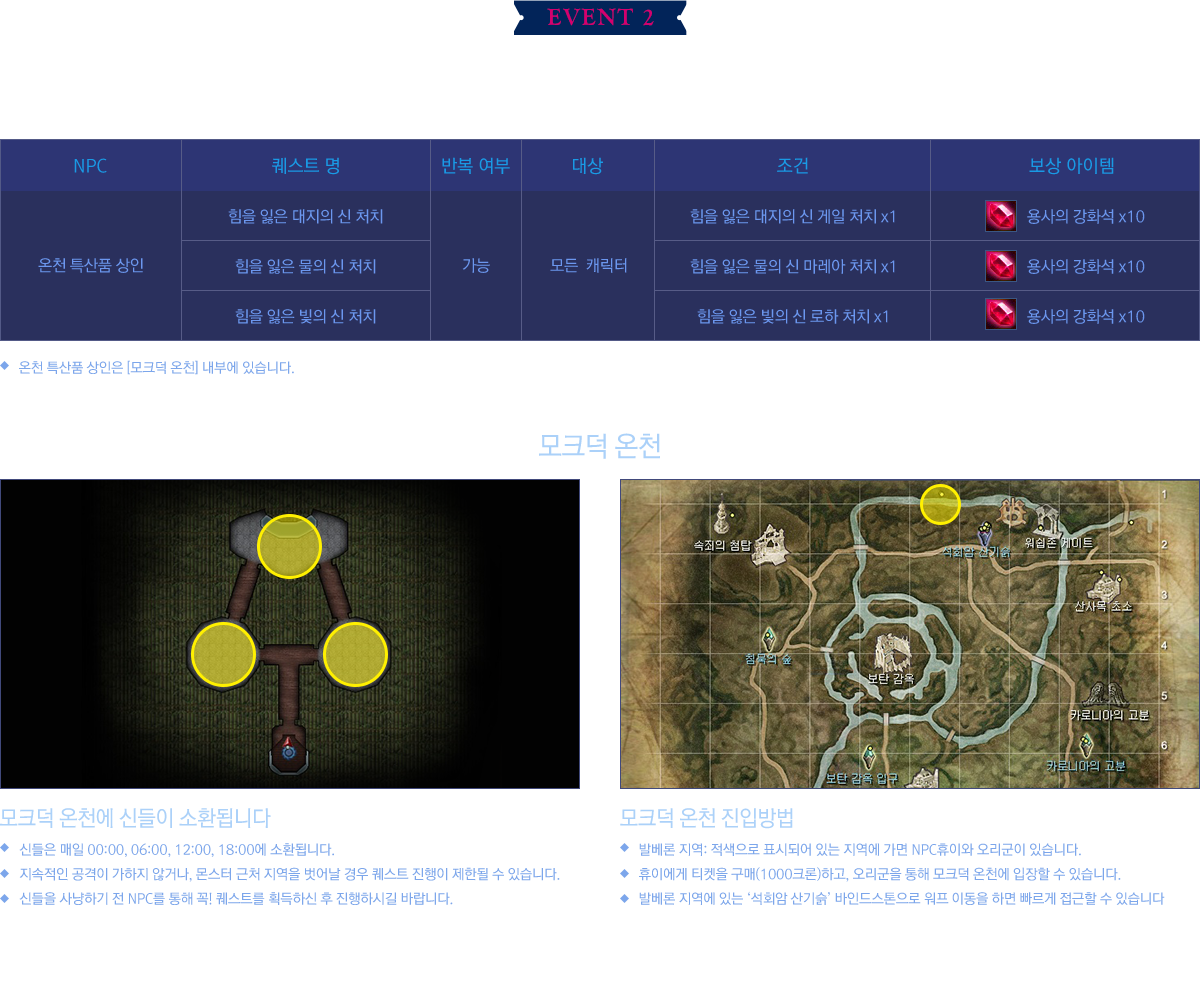 EVENT 2
NPC 퀘스트 명 반복 여부 대상 조건 보상 아이템
힘을 잃은 대지의 신 처치 힘을 잃은 대지의 신 게일 처치 x1 용사의 강화석 x10
온천 특산품 상인 힘을 잃은 물의 신 처치 가능 모든 캐릭터 힘을 잃은 물의 신 마레아 처치 x1 용사의 강화석 x10
힘을 잃은 빛의 신 처치 힘을 잃은 빛의 신 로하 처치 x1 용사의 강화석 x10
온천 특산품 상인은 [모크덕 온천] 내부에 있습니다.
모크덕 온천
1
속죄의 첨탑
석회암 산기슭
워쉽존 게이트
2
산사목 초소
3
침묵의 숲
4
보탄 감옥
5
카로니아의 고분
6
보탄 감옥 입구
카로니아의 고분
모크덕 온천에 신들이 소환됩니다
신들은 매일 00:00, 06:00, 12:00, 18:00에 소환됩니다.
지속적인 공격이 가하지 않거나, 몬스터 근처 지역을 벗어날 경우 퀘스트 진행이 제한될 수 있습니다.
신들을 사냥하기 전 NPC를 통해 꼭! 퀘스트를 획득하신 후 진행하시길 바랍니다.
모크덕 온천 진입방법
발베론 지역: 적색으로 표시되어 있는 지역에 가면 NPC휴이와 오리군이 있습니다.
휴이에게 티켓을 구매(1000크론)하고, 오리군을 통해 모크덕 온천에 입장할 수 있습니다.
발베론 지역에 있는 ‘석회암 산기슭’ 바인드스톤으로 워프 이동을 하면 빠르게 접근할 수 있습니다